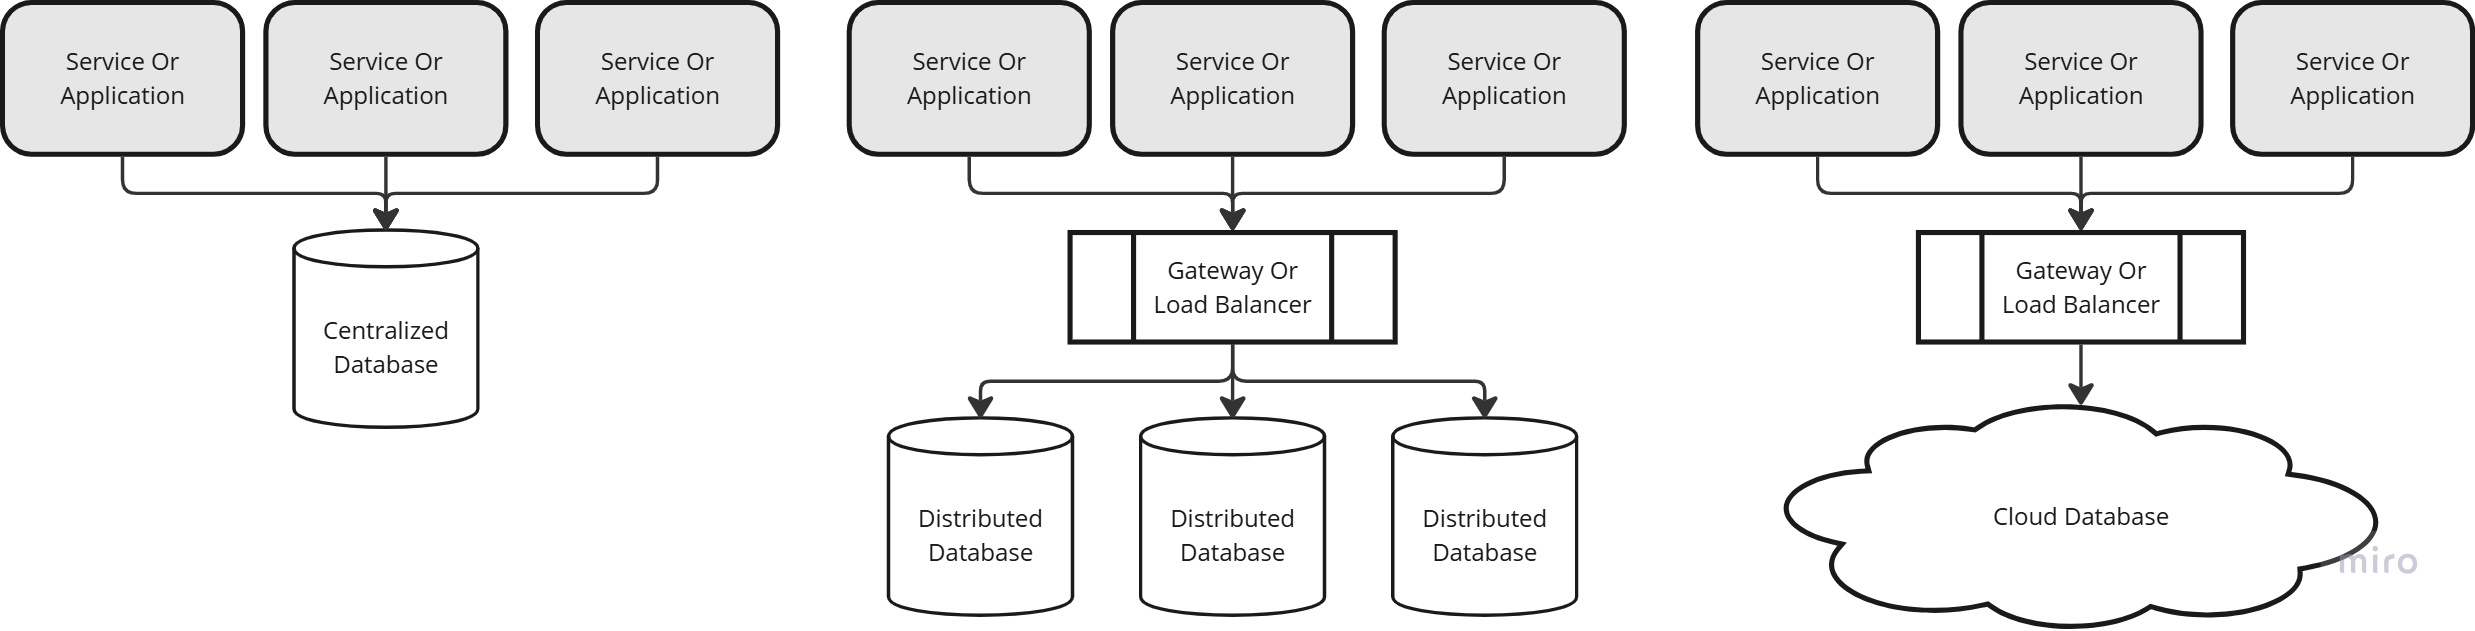 Service Or
Application
Service Or
Application
Service Or
Application
Centralized
Database
Service Or
Application
Service Or
Application
Service Or
Application
Gateway Or
Load Balancer
Distributed
Database
Distributed
Database
Distributed
Database
Service Or
Application
Service Or
Application
Service Or
Application
Gateway Or
Load Balancer
Cloud Database
miro